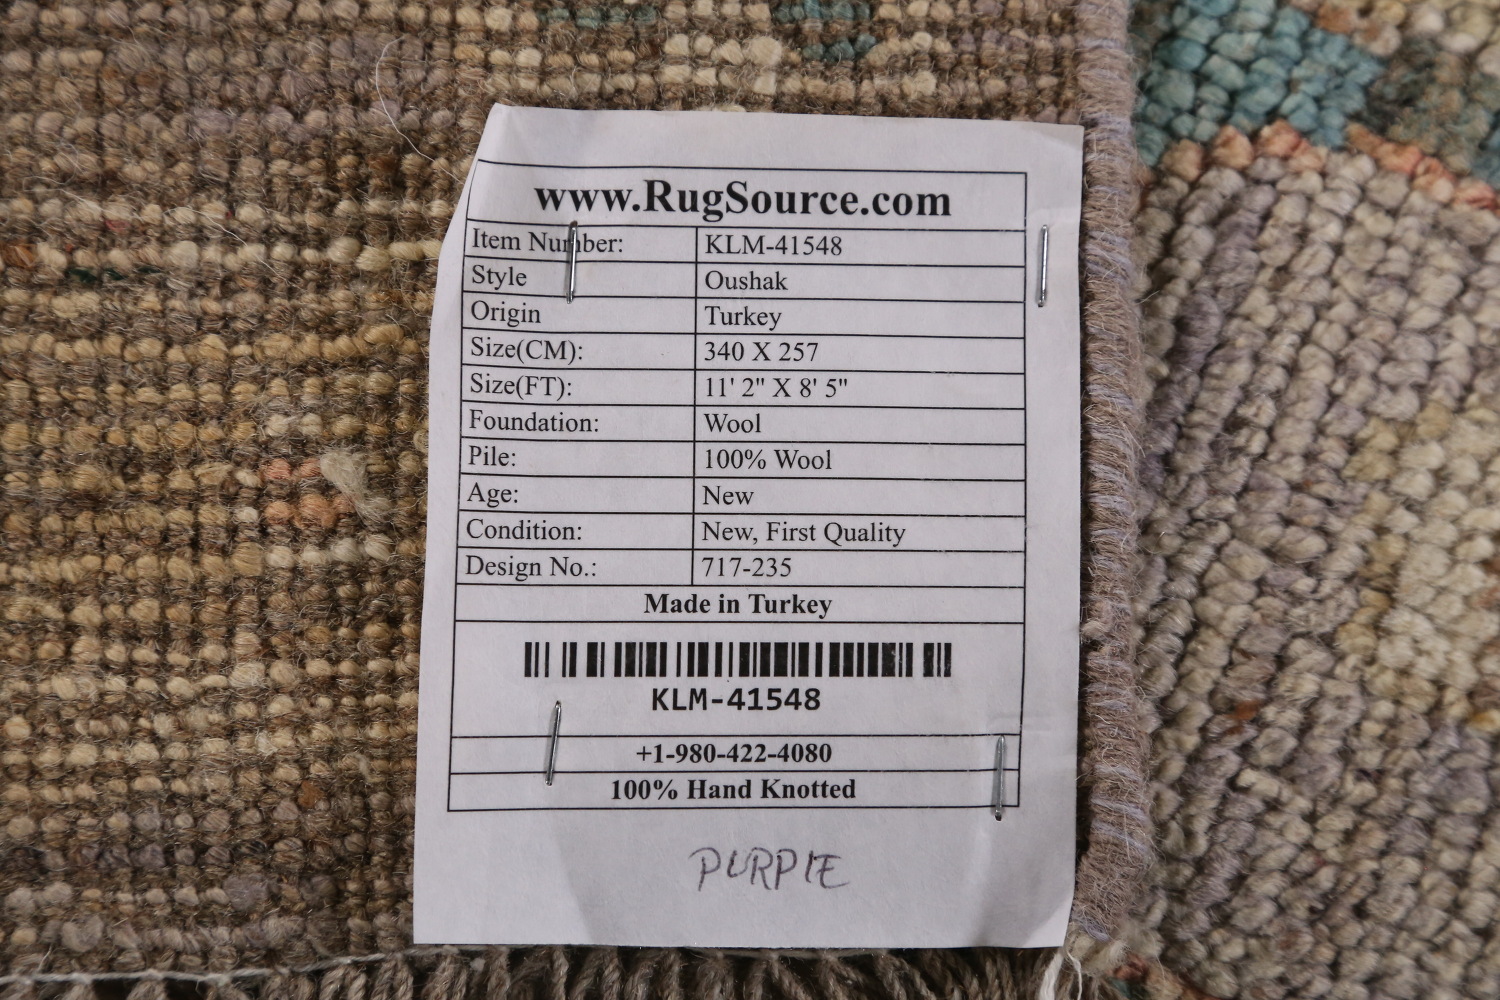 www.RugSource.com
Item Number: KLM-41548
Style Oushak
Origin Turkey
Size(CM): 340 X 257
Size(FT): 11' 2" X 8' 5"
Foundation: Wool
Pile: 100% Wool
Age: New
Condition: New, First Quality
Design No.: 717-235
Made in Turkey
KLM-41548
+1-980-422-4080
100% Hand Knotted
PURPLE